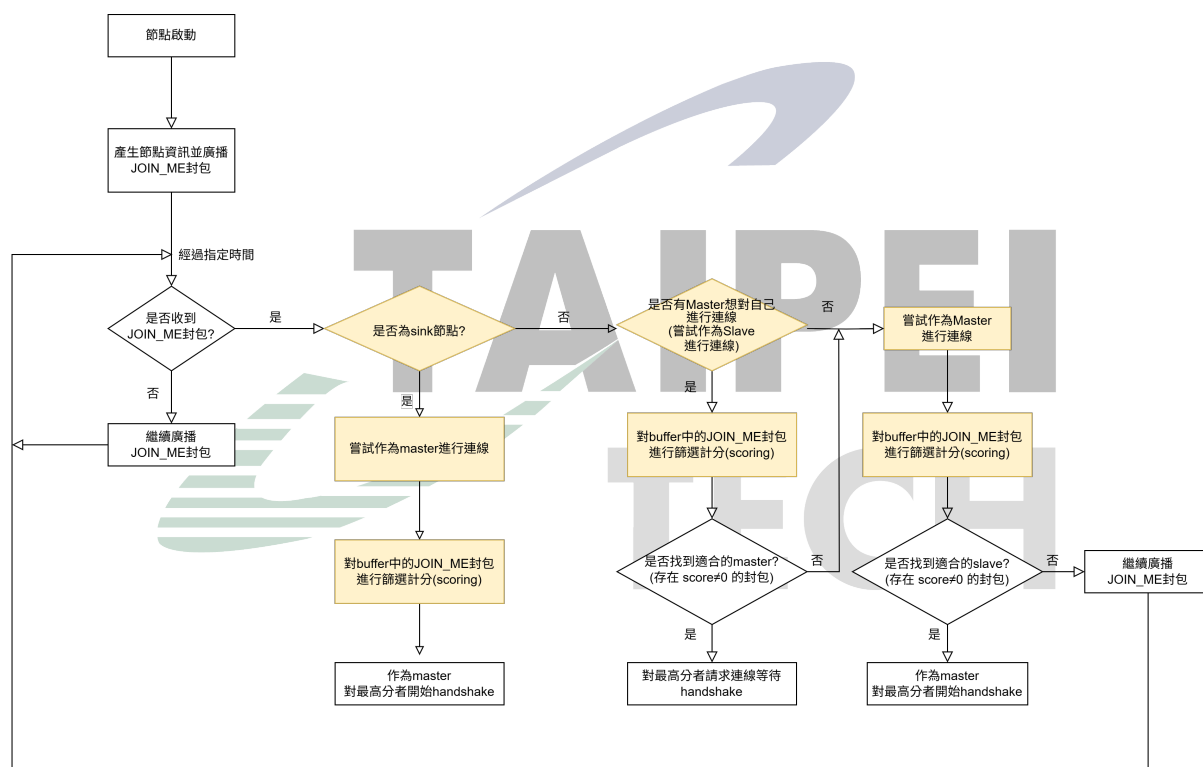 節點啟動
產生節點資訊並廣播
JOIN_ME封包
經過指定時間
是否收到
JOIN_ME封包?
是
否
繼續廣播
JOIN_ME封包
是否為sink節點?
否
是
嘗試作為master進行連線
對buffer中的JOIN_ME封包
進行篩選計分(scoring)
作為master
對最高分者開始handshake
是否有Master想對自己
進行連線
(嘗試作為Slave
進行連線)
否
是
對buffer中的JOIN_ME封包
進行篩選計分(scoring)
是否找到適合的master?
(存在 score≠0 的封包)
否
是
對最高分者請求連線等待
handshake
嘗試作為Master
進行連線
對buffer中的JOIN_ME封包
進行篩選計分(scoring)
是否找到適合的slave?
(存在 score≠0 的封包)
否
是
作為master
對最高分者開始handshake
繼續廣播
JOIN_ME封包
TAIPEI
TECH